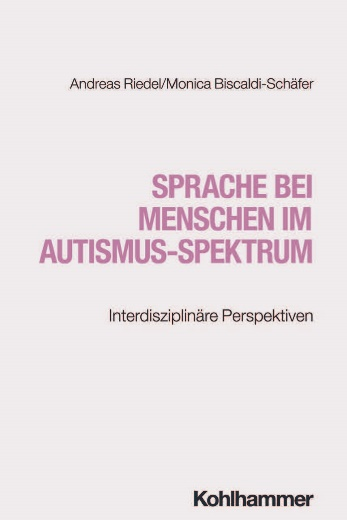 Andreas Riedel/Monica Biscaldi-Schäfer
SPRACHE BEI
MENSCHEN IM
AUTISMUS-SPEKTRUM
Interdisziplinäre Perspektiven
Kohlhammer